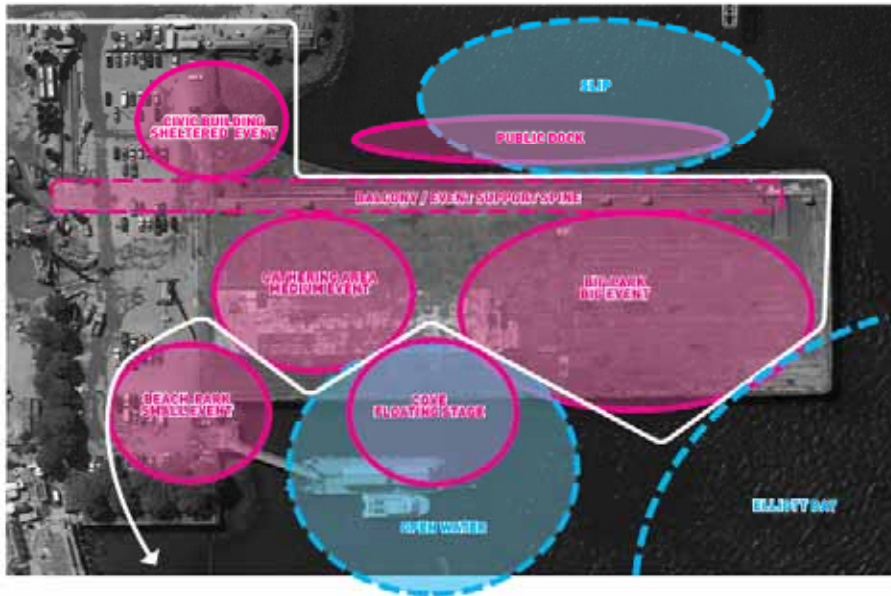 SLIP
CIVIC BUILDING
SHELTERED EVENT
PUBLIC DOCK
BALCONY / EVENT SUPPORT SPINE
GATHERING AREA
MEDIUM EVENT
BIG PARK
BIG EVENT
BEACH PARK
SMALL EVENT
COVE
FLOATING STAGE
ELLIOTT BAY
OPEN WATER